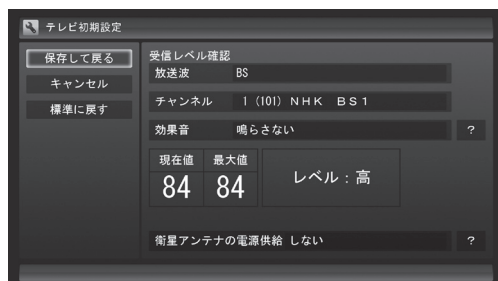 テレビ初期設定
保存して戻る
キャンセル
標準に戻す
受信レベル確認
放送波 BS
チャンネル 1 (101) NHK BS1
効果音 鳴らさない ?
現在値 最大値
84 84
レベル：高
衛星アンテナの電源供給 しない ?